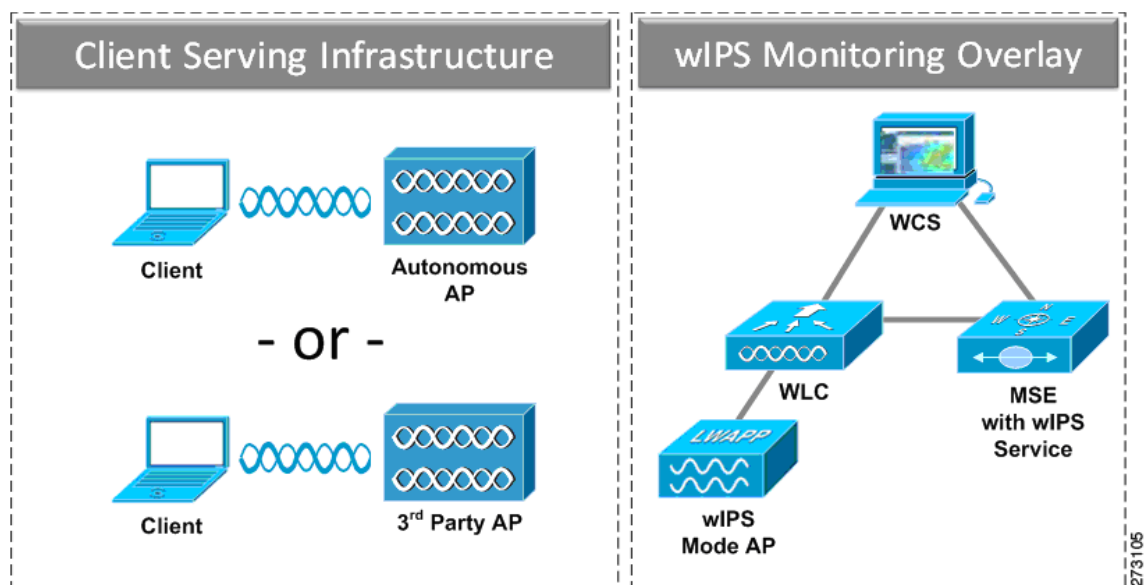 Client Serving Infrastructure
Client
Autonomous
AP
- or -
Client
3rd Party AP
wIPS Monitoring Overlay
WCS
N
W
E
S
WLC
MSE
with wIPS
Service
LWAPP
wIPS
Mode AP
273105